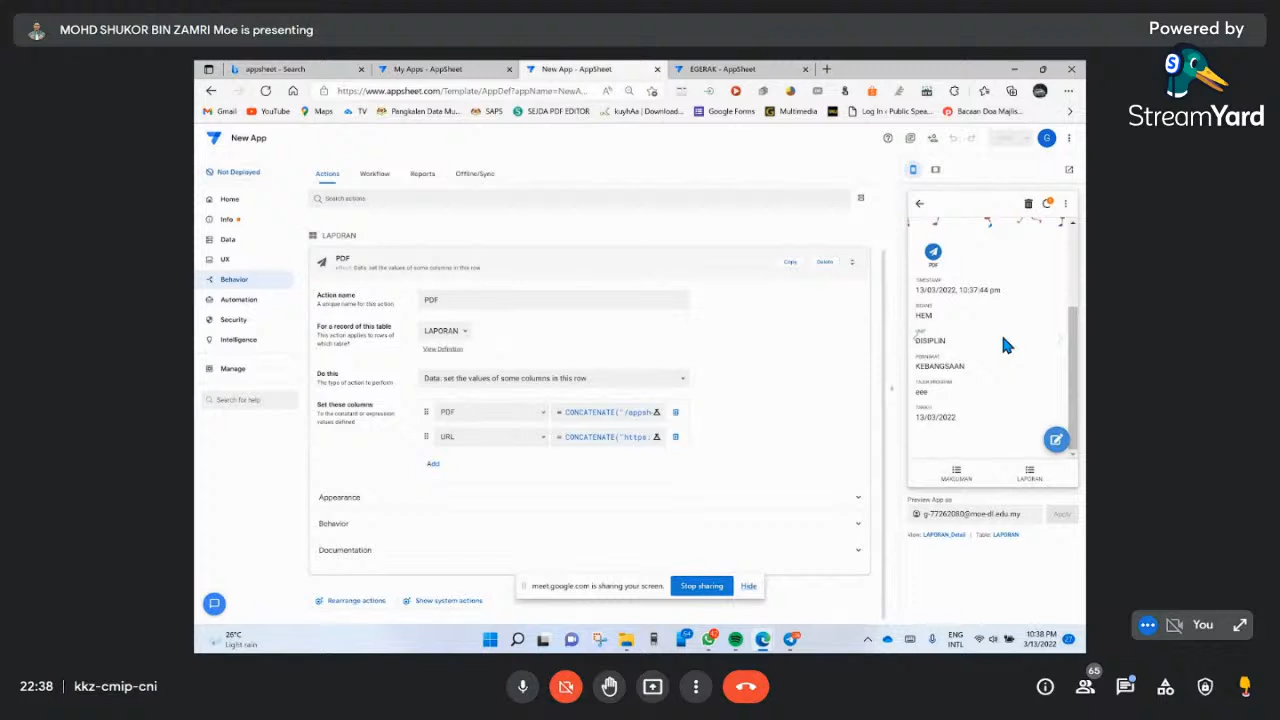 MOHD SHUKOR BIN ZAMRI Moe is presenting
Powered by
StreamYard
appsheet - Search
My Apps - AppSheet
New App - AppSheet
EGERAK - AppSheet
https://www.appsheet.com/Template/AppDef?appName=NewA...
Gmail
YouTube
Maps
TV
Pangkalan Data Mu...
SAPS
SEJDA PDF EDITOR
kuyhAa | Download...
Google Forms
Multimedia
Log In ‹ Public Spea...
Bacaan Doa Majlis...
New App
G
Not Deployed
Home
Info
Data
UX
Behavior
Automation
Security
Intelligence
Manage
Search for help
Actions
Workflow
Reports
Offline/Sync
Search actions
LAPORAN
PDF
effect: Data: set the values of some columns in this row
Copy
Delete
Action name
A unique name for this action
PDF
For a record of this table
This action applies to rows of
which table?
LAPORAN
View Definition
Do this
The type of action to perform
Data: set the values of some columns in this row
Set these columns
To the constant or expression
values defined
PDF
= CONCATENATE("/appsh
URL
= CONCATENATE("https:
Add
Appearance
Behavior
Documentation
Rearrange actions
Show system actions
meet.google.com is sharing your screen.
Stop sharing
Hide
PDF
TIMESTAMP
13/03/2022, 10:37:44 pm
HEM
UNIT
DISIPLIN
PERINGKAT
KEBANGSAAN
eee
13/03/2022
MAKLUMAN
LAPORAN
Preview App as
g-77262080@moe-dl.edu.my
Apply
View: LAPORAN_Detail | Table: LAPORAN
26°C
Light rain
ENG
INTL
10:38 PM
3/13/2022
You
22:38 | kkz-cmip-cni
65